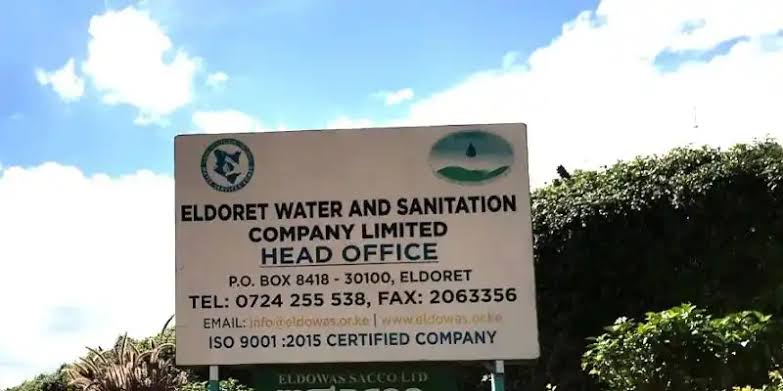 ELDORET WATER AND SANITATION
COMPANY LIMITED
HEAD OFFICE
P.O. BOX 8418 - 30100, ELDORET
TEL: 0724 255 538, FAX: 2063356
EMAIL: info@eldowas.or.ke | www.eldowas.or.ke
ISO 9001 :2015 CERTIFIED COMPANY
ELDOWAS SACCO LTD